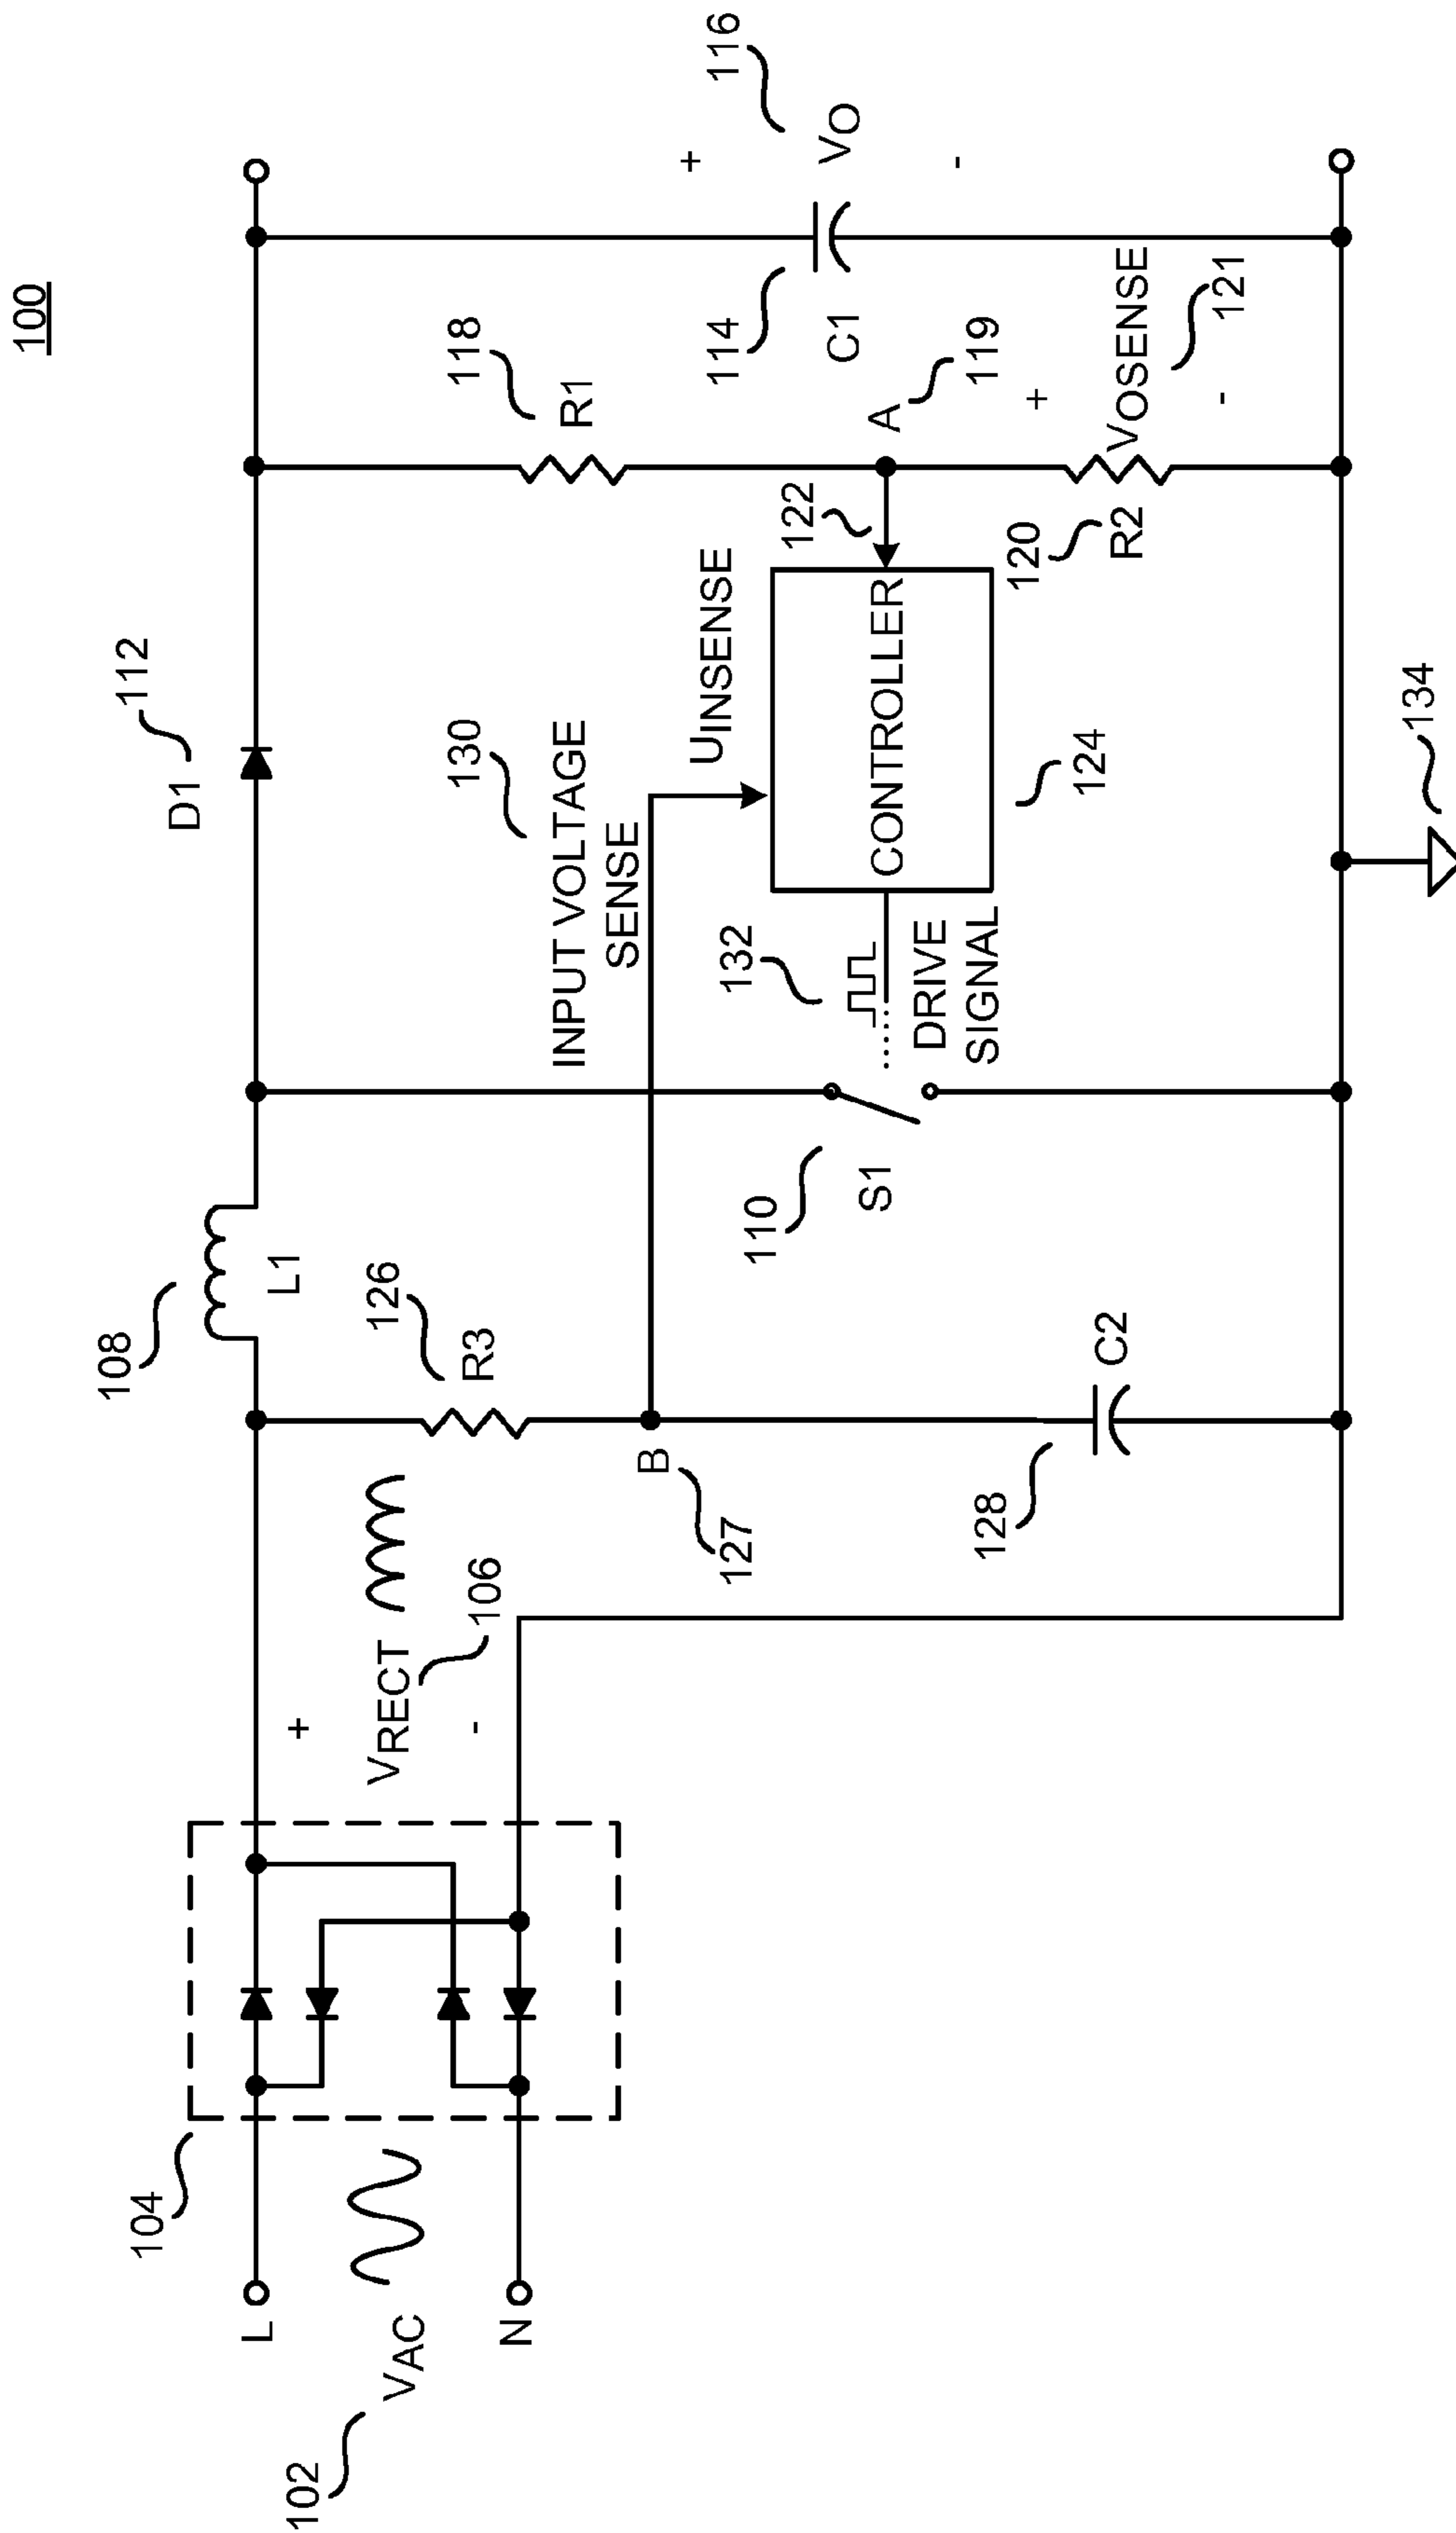 100
102
VAC
L
N
104
VRECT
+
-
106
108
L1
126
R3
B
127
128
C2
110
S1
D1
112
130
INPUT VOLTAGE
SENSE
UINSENSE
132
DRIVE
SIGNAL
CONTROLLER
124
122
118
R1
A
119
120
R2
+
VOSENSE
-
121
114
C1
+
VO
-
116
134